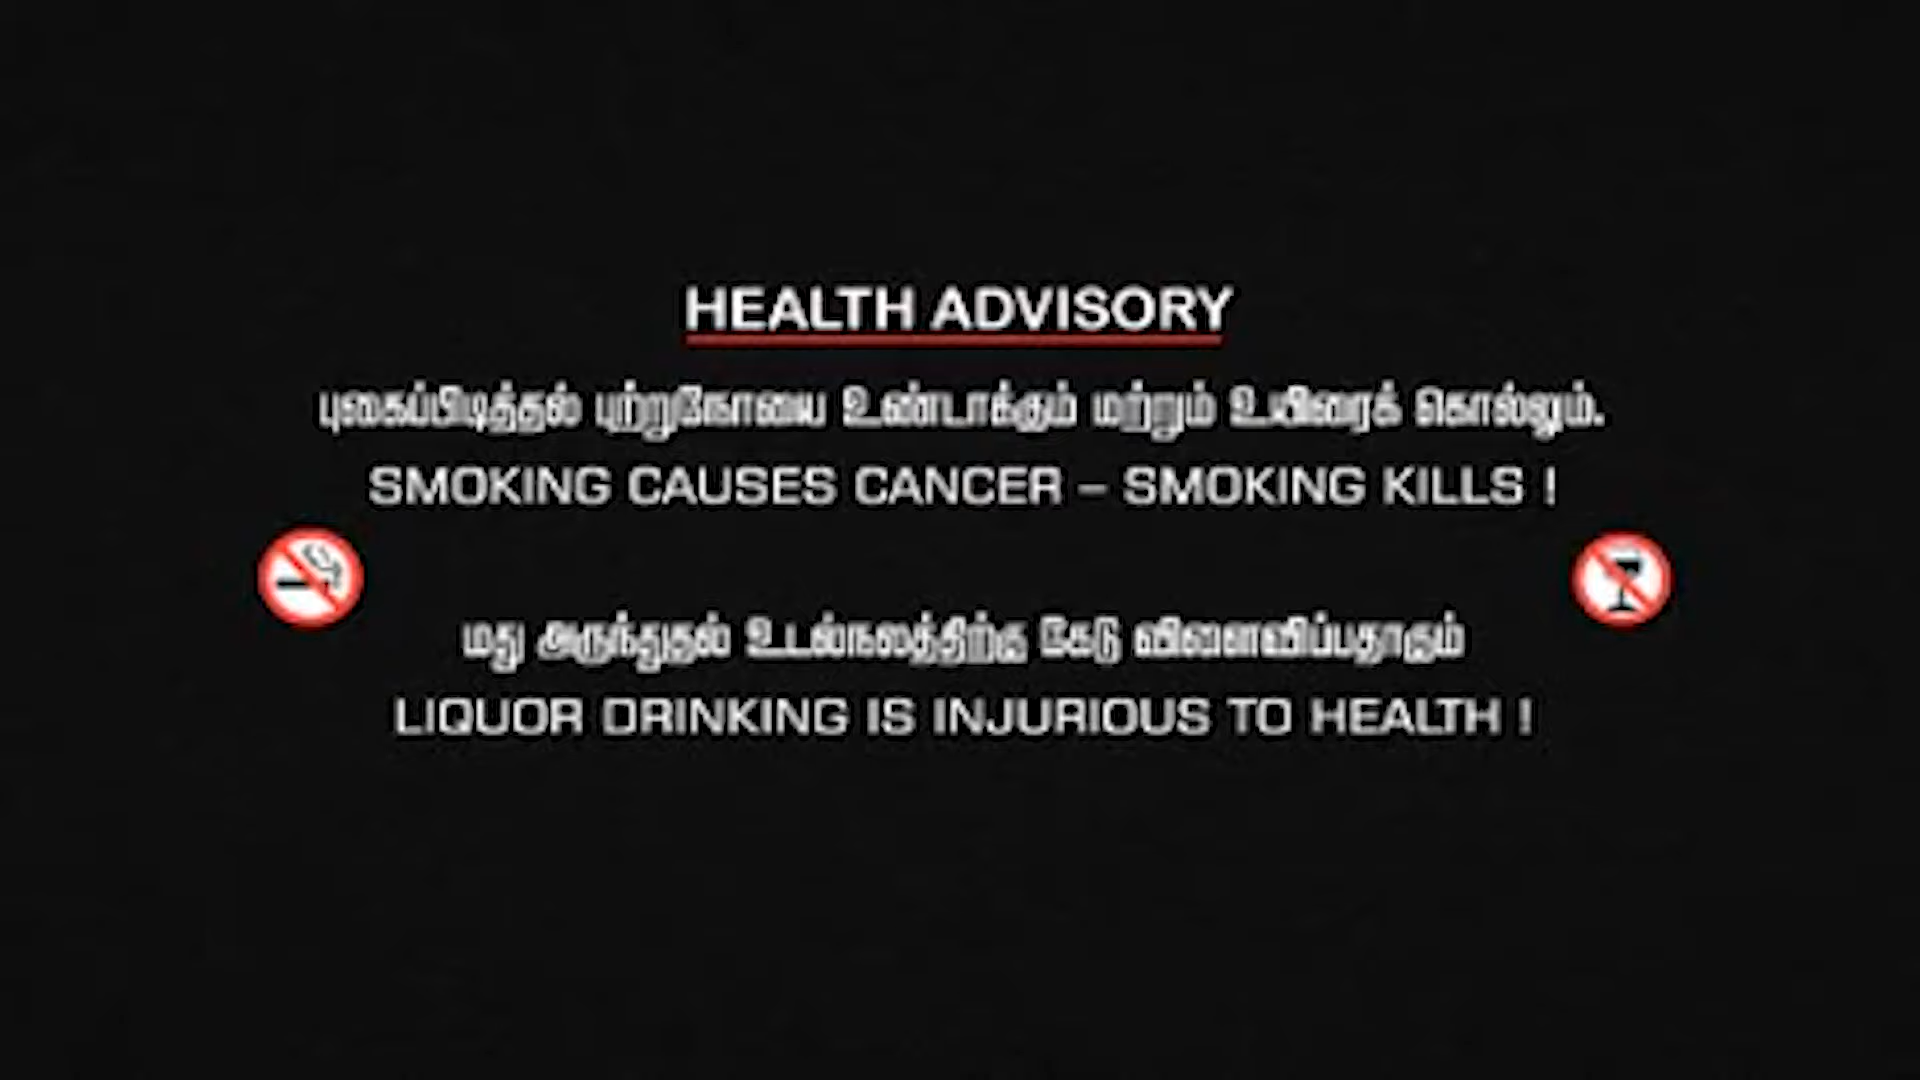 HEALTH ADVISORY
புகைப்பிடித்தல் புற்றுநோயை உண்டாக்கும் மற்றும் உயிரைக் கொல்லும்.
SMOKING CAUSES CANCER – SMOKING KILLS !
மது அருந்துதல் உடல்நலத்திற்கு கேடு விளைவிப்பதாகும்
LIQUOR DRINKING IS INJURIOUS TO HEALTH !